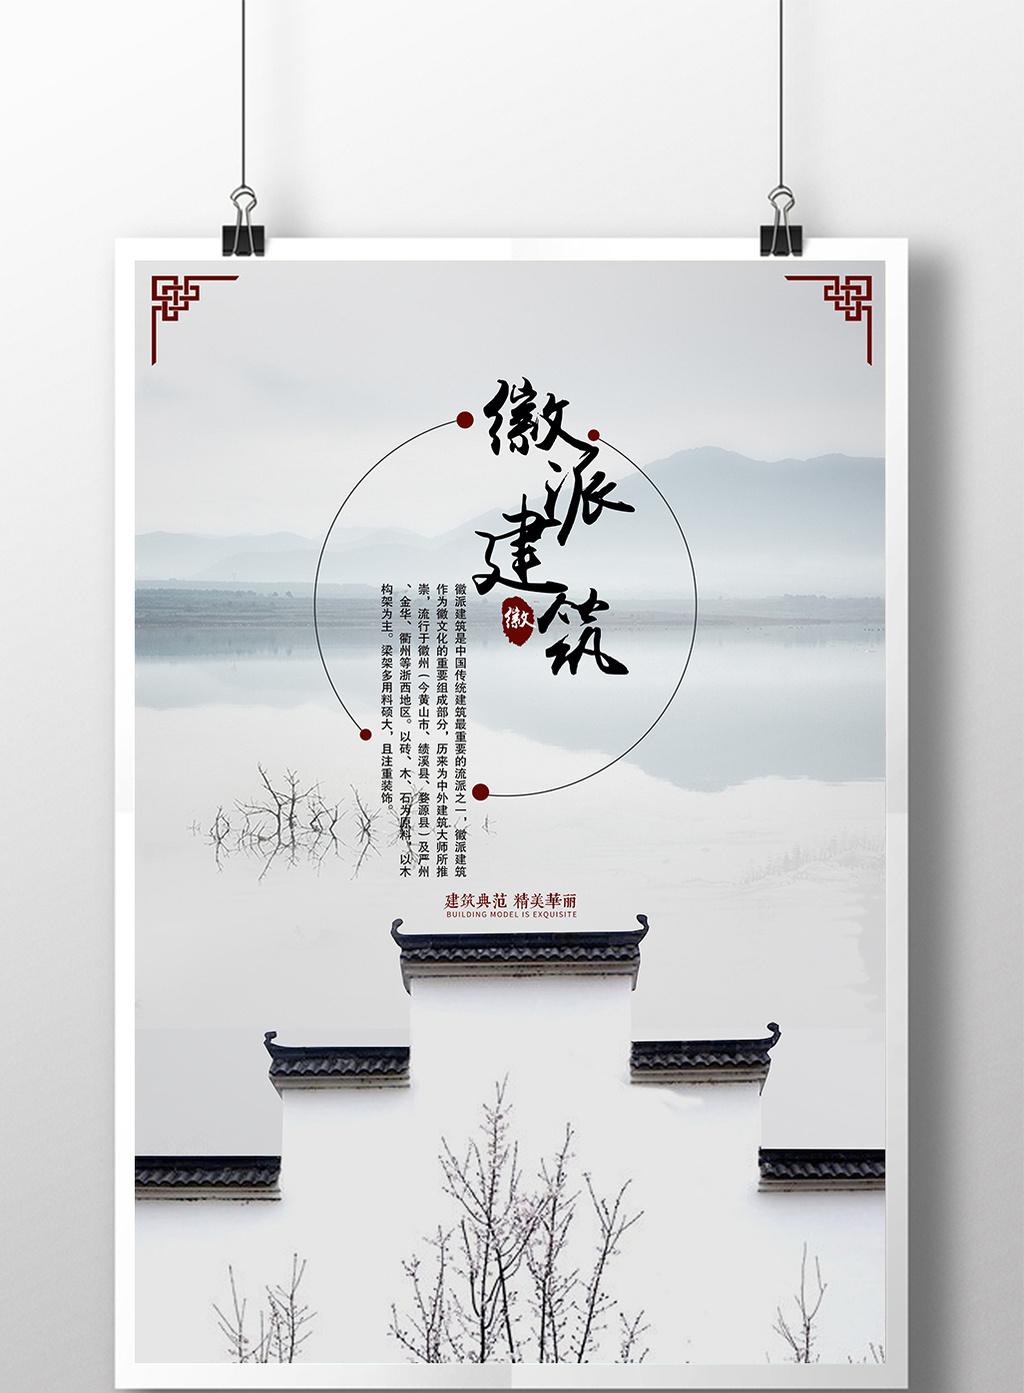 徽派建筑
徽
徽派建筑是中国传统建筑最重要的流派之一，徽派建筑
作为徽文化的重要组成部分，历来为中外建筑大师所推
崇，流行于徽州（今黄山市、绩溪县、婺源县）及严州
、金华、衢州等浙西地区。以砖、木、石为原料，以木
构架为主。梁架多用料硕大，且注重装饰。
建筑典范 精美華丽
BUILDING MODEL IS EXQUISITE